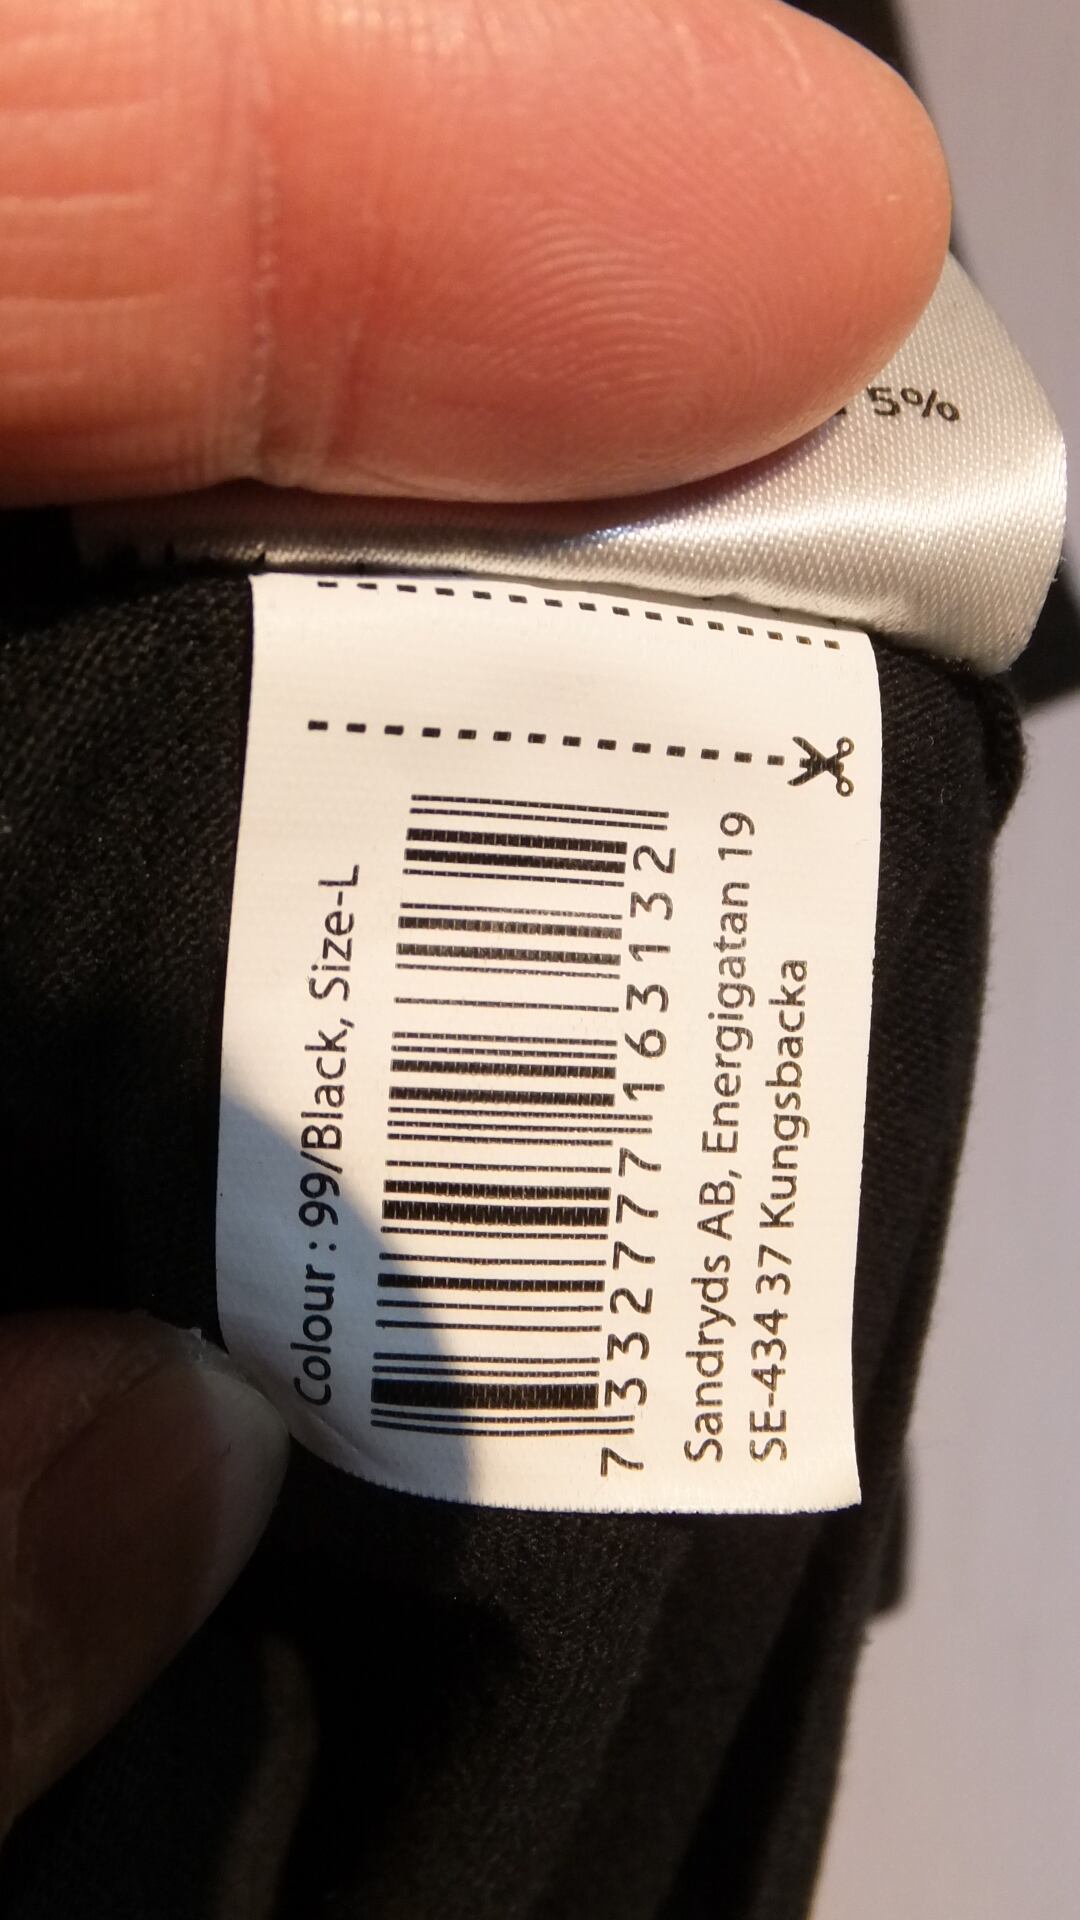 5%
Colour : 99/Black, Size-L
7 332777 163132
Sandryds AB, Energigatan 19
SE-434 37 Kungsbacka